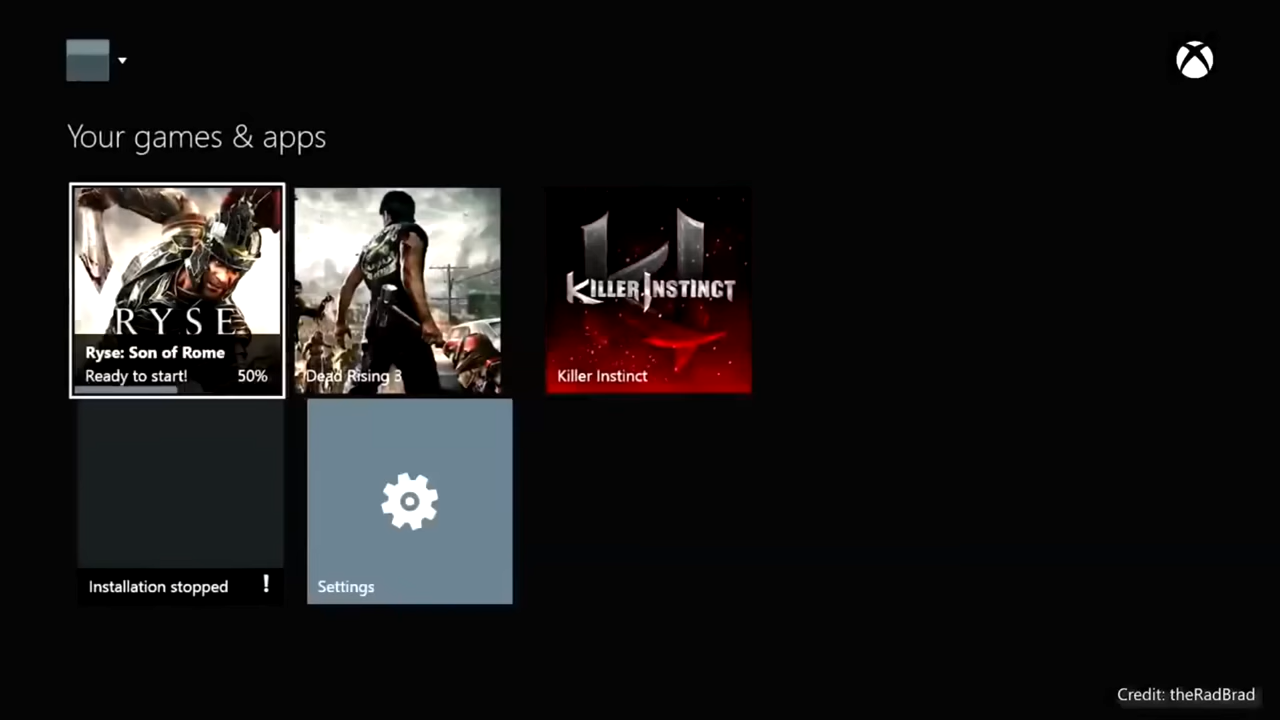 Your games & apps
RYSE
Ryse: Son of Rome
Ready to start! 50%
Dead Rising 3
KILLER INSTINCT
Killer Instinct
Installation stopped !
Settings
Credit: theRadBrad